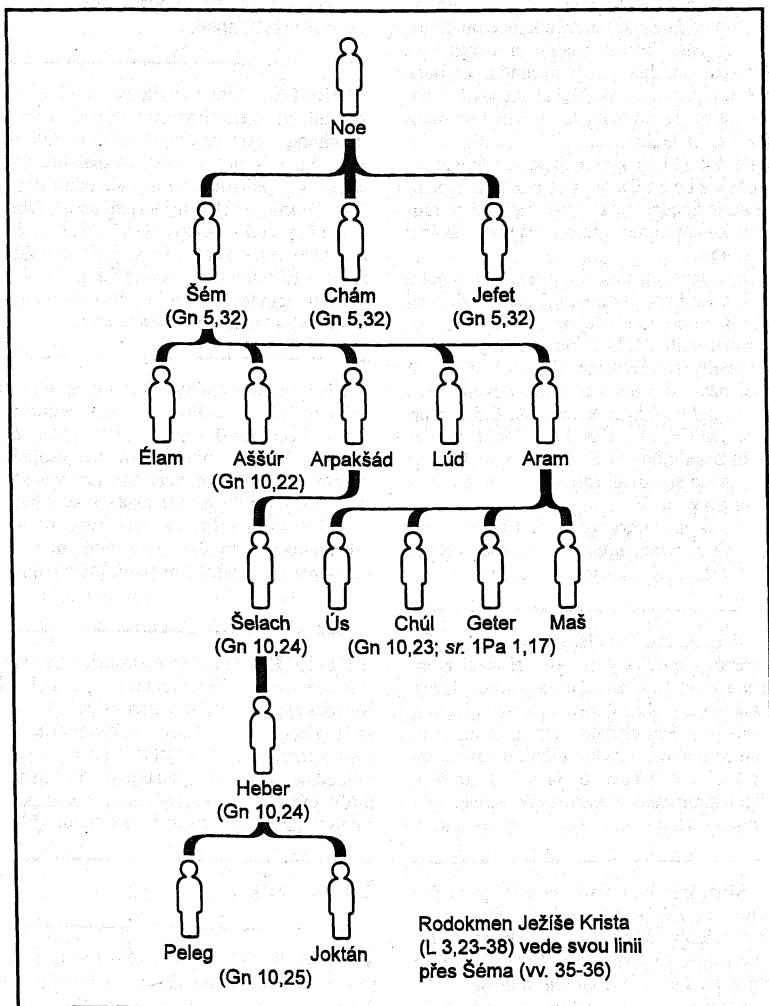 Noe
Šém Chám Jefet
(Gn 5,32) (Gn 5,32) (Gn 5,32)
Élam Aššúr Arpakšád Lúd Aram
(Gn 10,22)
Šelach Ús Chúl Geter Maš
(Gn 10,24) (Gn 10,23; sr. 1Pa 1,17)
Heber
(Gn 10,24)
Peleg Joktán
(Gn 10,25)
Rodokmen Ježíše Krista
(L 3,23-38) vede svou linii
přes Šéma (vv. 35-36)